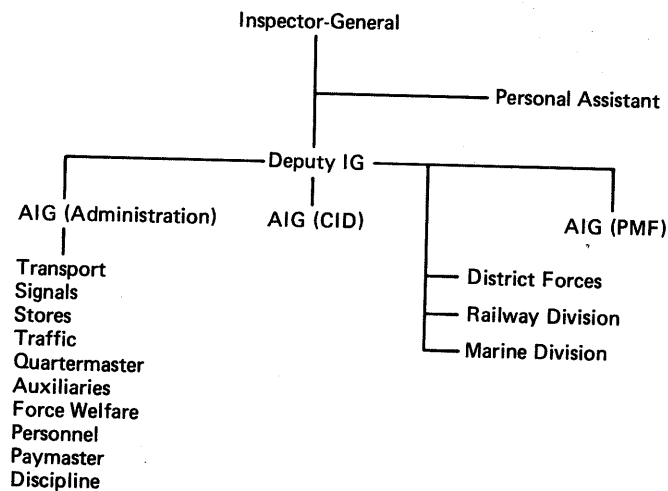 Inspector-General
Personal Assistant
Deputy IG
AIG (Administration)
AIG (CID)
AIG (PMF)
Transport
Signals
Stores
Traffic
Quartermaster
Auxiliaries
Force Welfare
Personnel
Paymaster
Discipline
District Forces
Railway Division
Marine Division